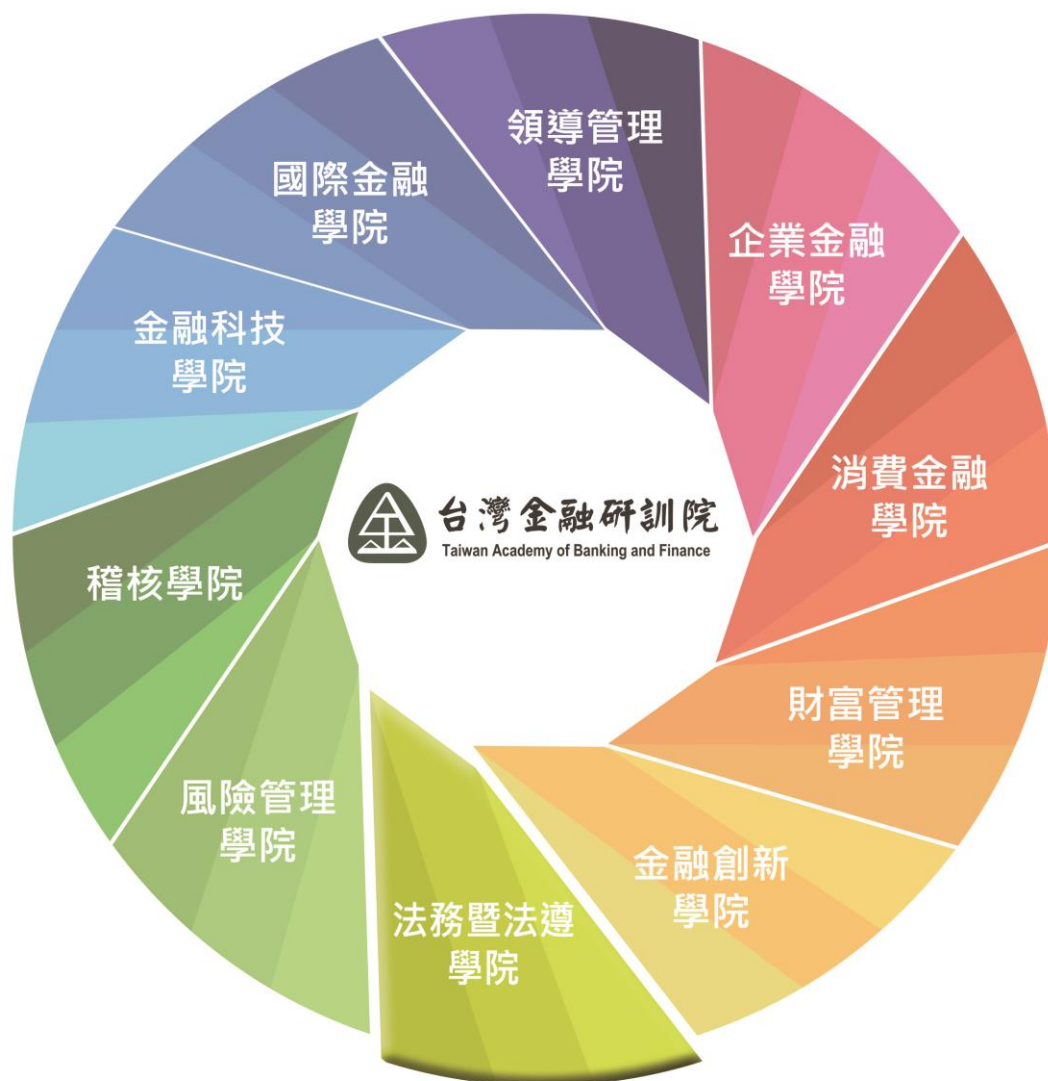 領導管理
學院
企業金融
學院
消費金融
學院
財富管理
學院
金融創新
學院
法務暨法遵
學院
風險管理
學院
稽核學院
金融科技
學院
國際金融
學院
台灣金融研訓院
Taiwan Academy of Banking and Finance